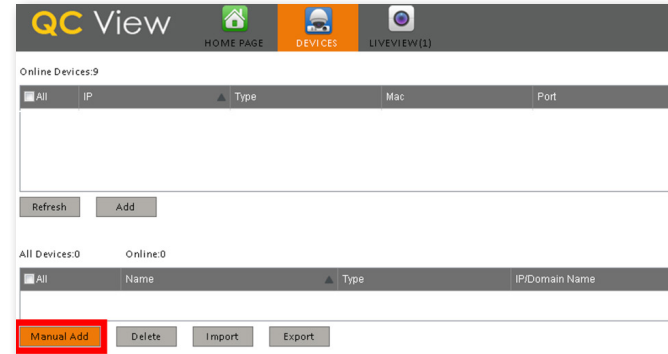 QC View
HOME PAGE DEVICES LIVEVIEW(1)
Online Devices:9
All IP Type Mac Port
Refresh Add
All Devices:0 Online:0
All Name Type IP/Domain Name
Manual Add Delete Import Export